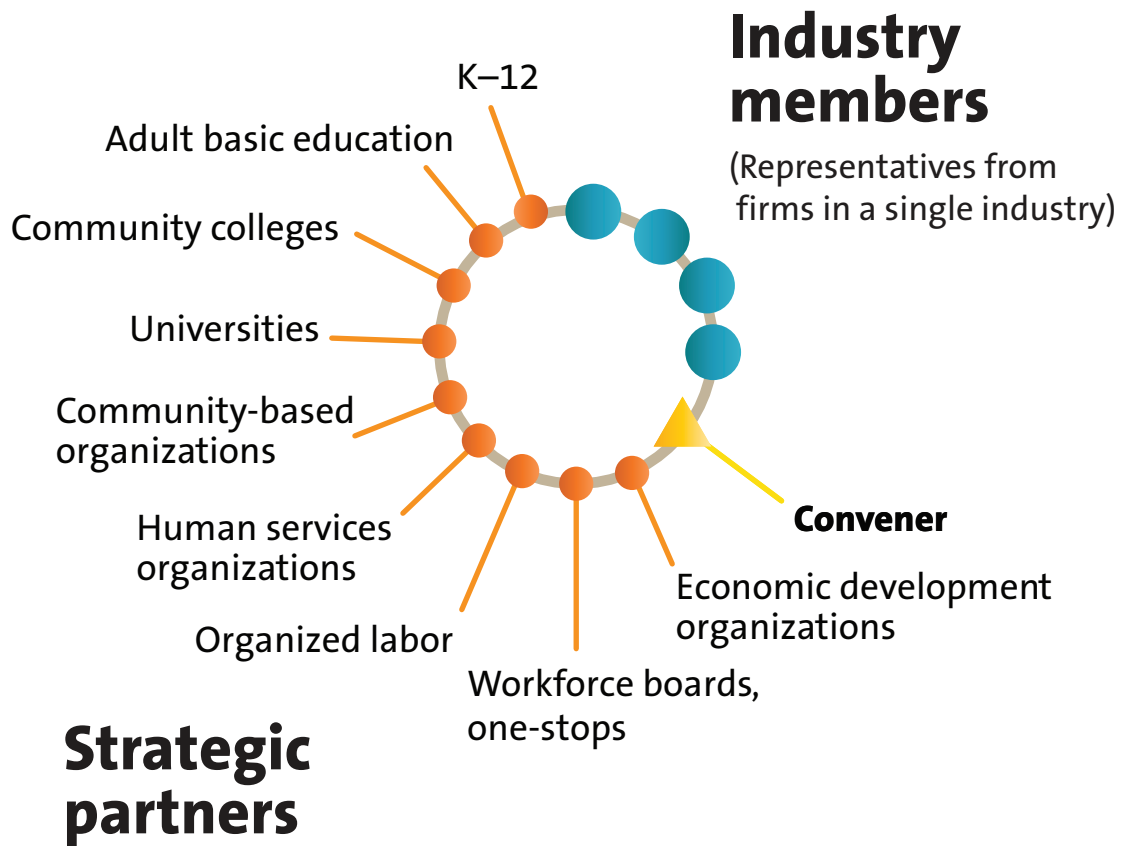 Industry
members
(Representatives from
firms in a single industry)
K–12
Adult basic education
Community colleges
Universities
Community-based
organizations
Human services
organizations
Organized labor
Workforce boards,
one-stops
Economic development
organizations
Convener
Strategic
partners